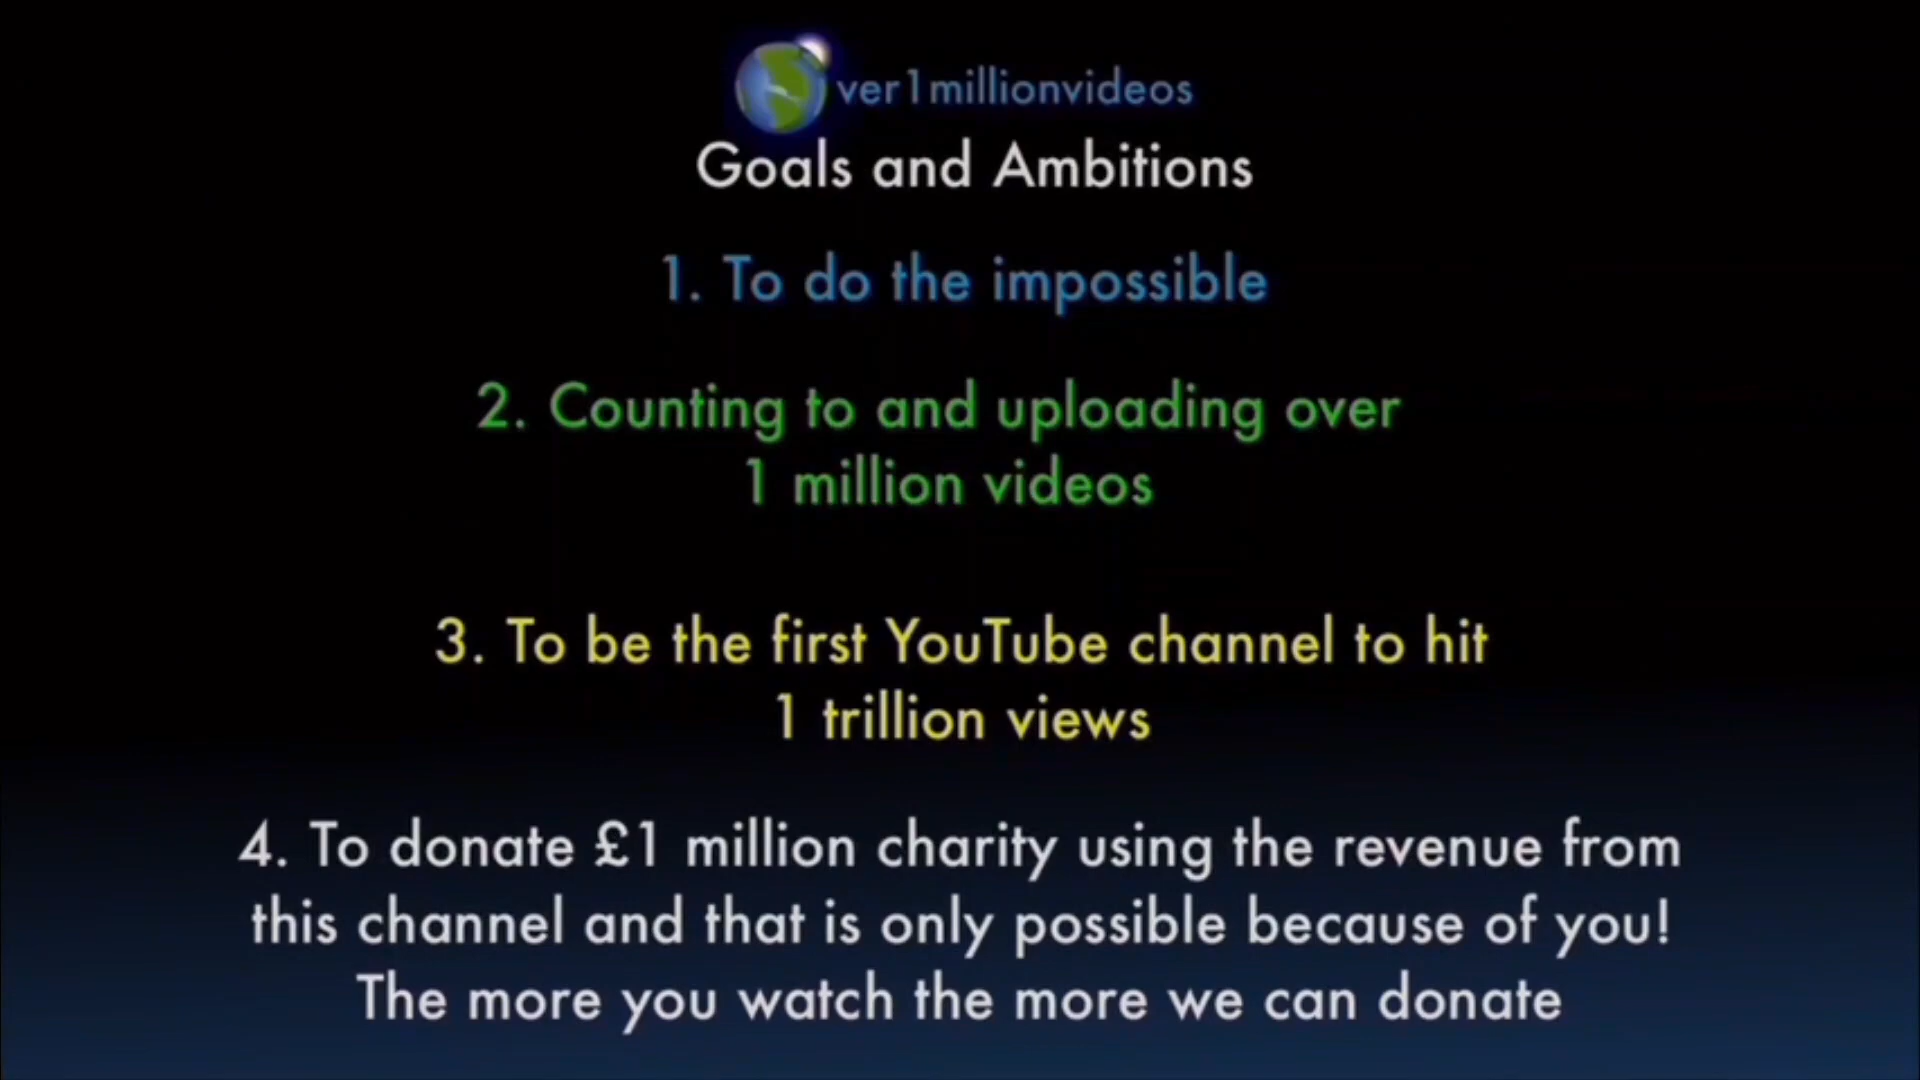 ver1millionvideos
Goals and Ambitions
1. To do the impossible
2. Counting to and uploading over
1 million videos
3. To be the first YouTube channel to hit
1 trillion views
4. To donate £1 million charity using the revenue from
this channel and that is only possible because of you!
The more you watch the more we can donate